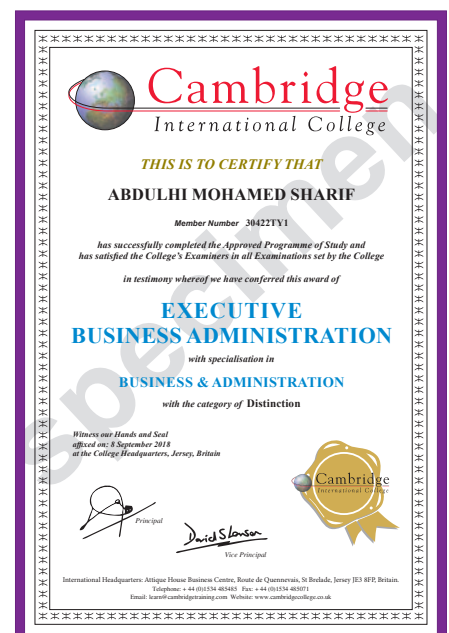 Cambridge
International College
THIS IS TO CERTIFY THAT
ABDULHI MOHAMED SHARIF
Member Number 30422TY1
has successfully completed the Approved Programme of Study and
has satisfied the College's Examiners in all Examinations set by the College
in testimony whereof we have conferred this award of
EXECUTIVE
BUSINESS ADMINISTRATION
with specialisation in
BUSINESS & ADMINISTRATION
with the category of Distinction
Witness our Hands and Seal
affixed on: 8 September 2018
at the College Headquarters, Jersey, Britain
Cambridge
International College
Principal
David S Lawson
Vice Principal
International Headquarters: Attique House Business Centre, Route de Quennevais, St Brelade, Jersey JE3 8FP, Britain.
Telephone: + 44 (0)1534 485485 Fax: + 44 (0)1534 485071
Email: learn@cambridgetraining.com Website: www.cambridgecollege.co.uk
specimen